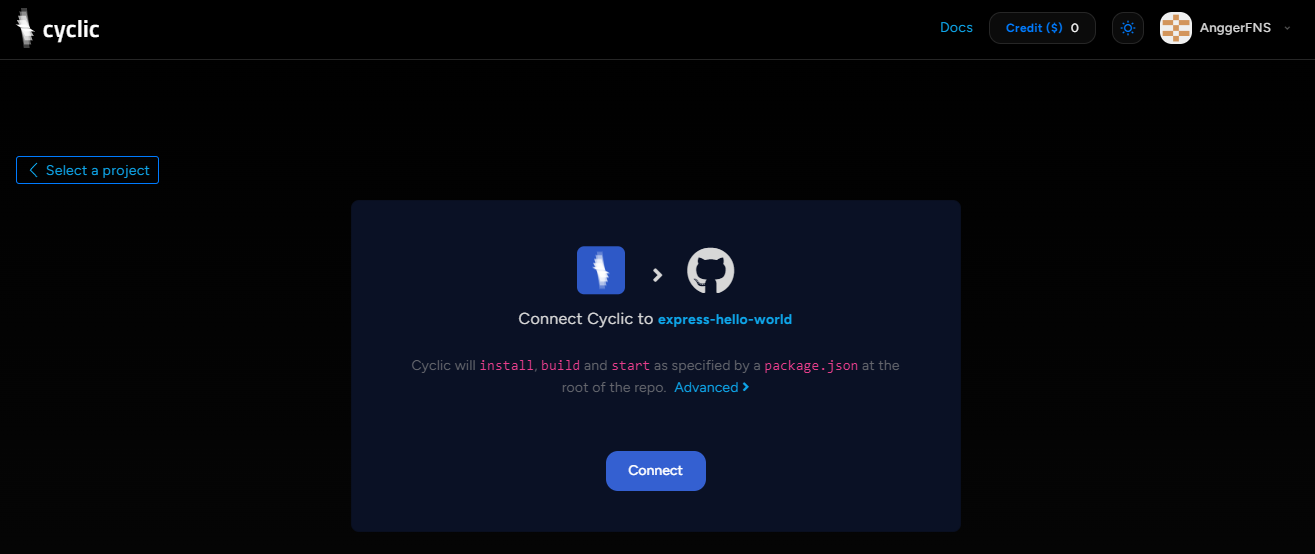 cyclic
Docs
Credit ($) 0
AnggerFNS
Select a project
Connect Cyclic to express-hello-world
Cyclic will install, build and start as specified by a package.json at the
root of the repo. Advanced
Connect